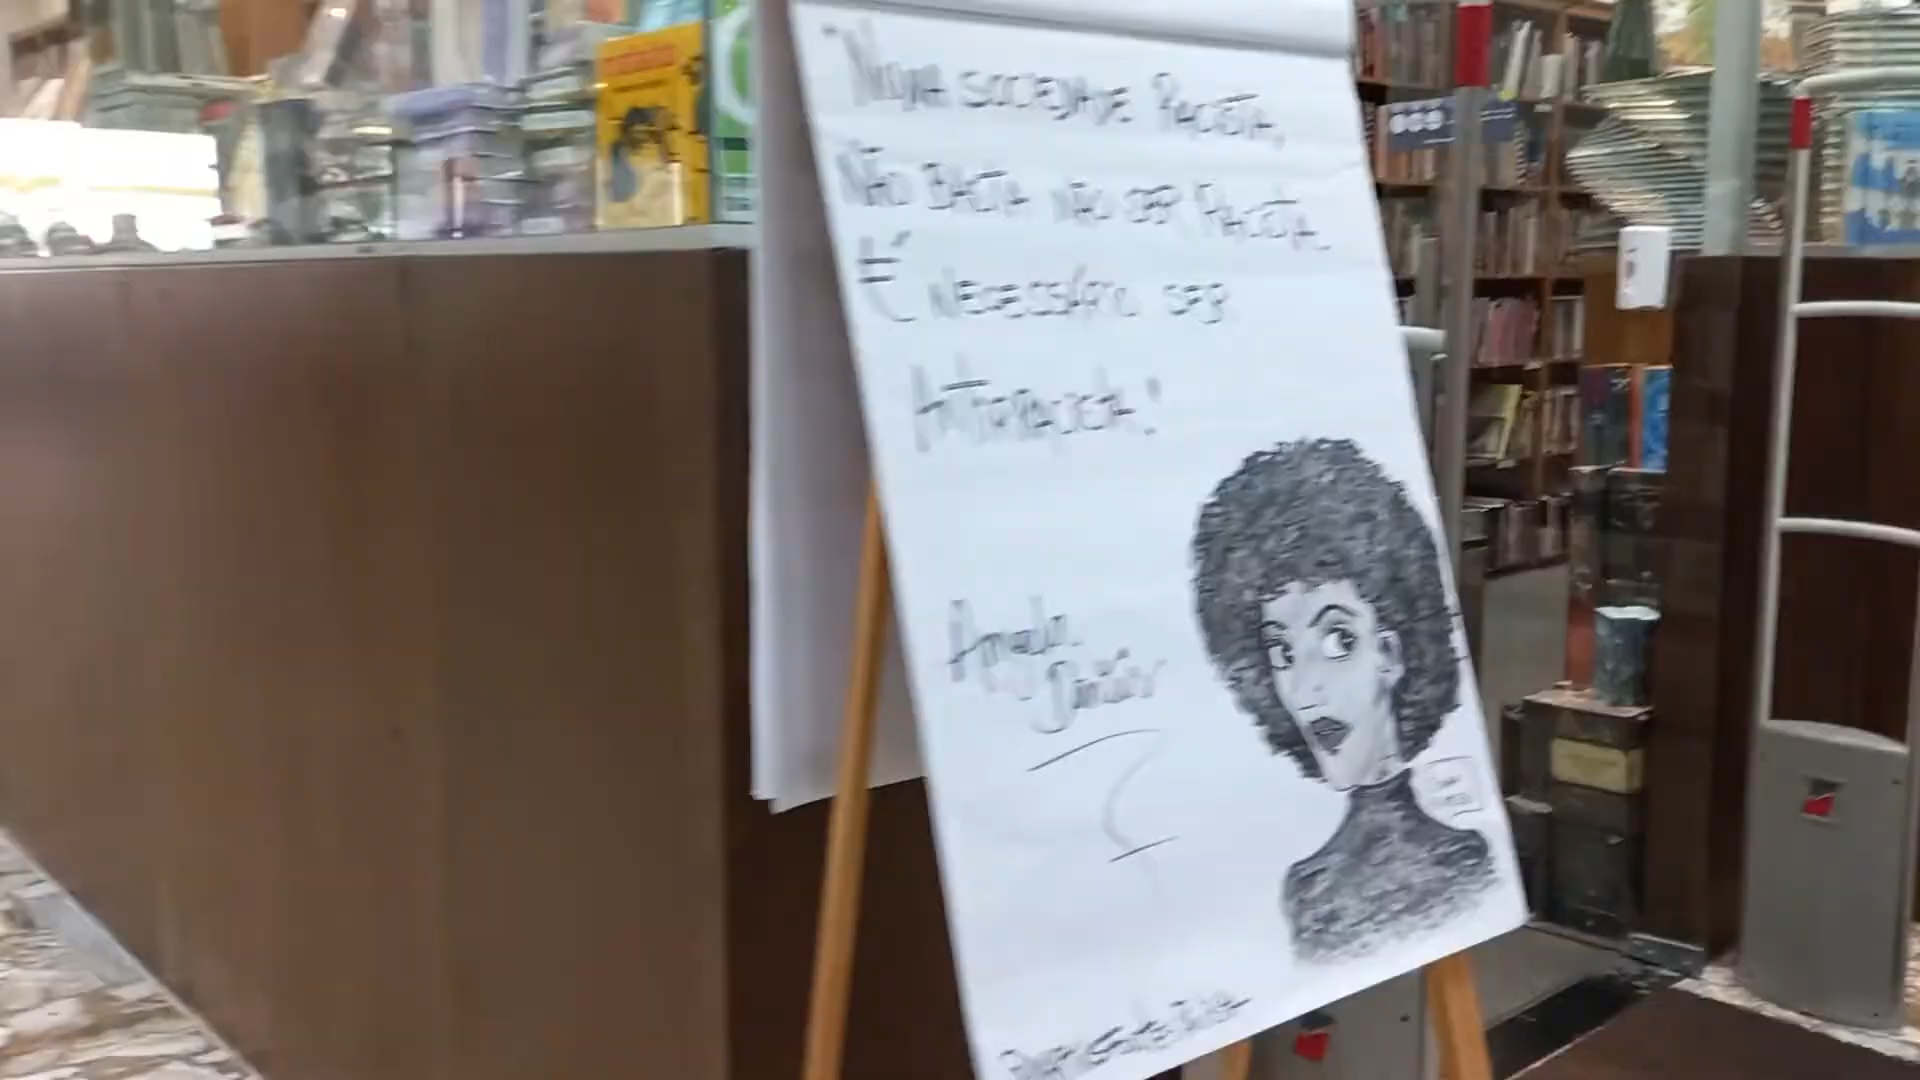 "Numa sociedade Racista,
não basta não ser Racista.
É necessário ser
Antirracista!
Angela
Davis